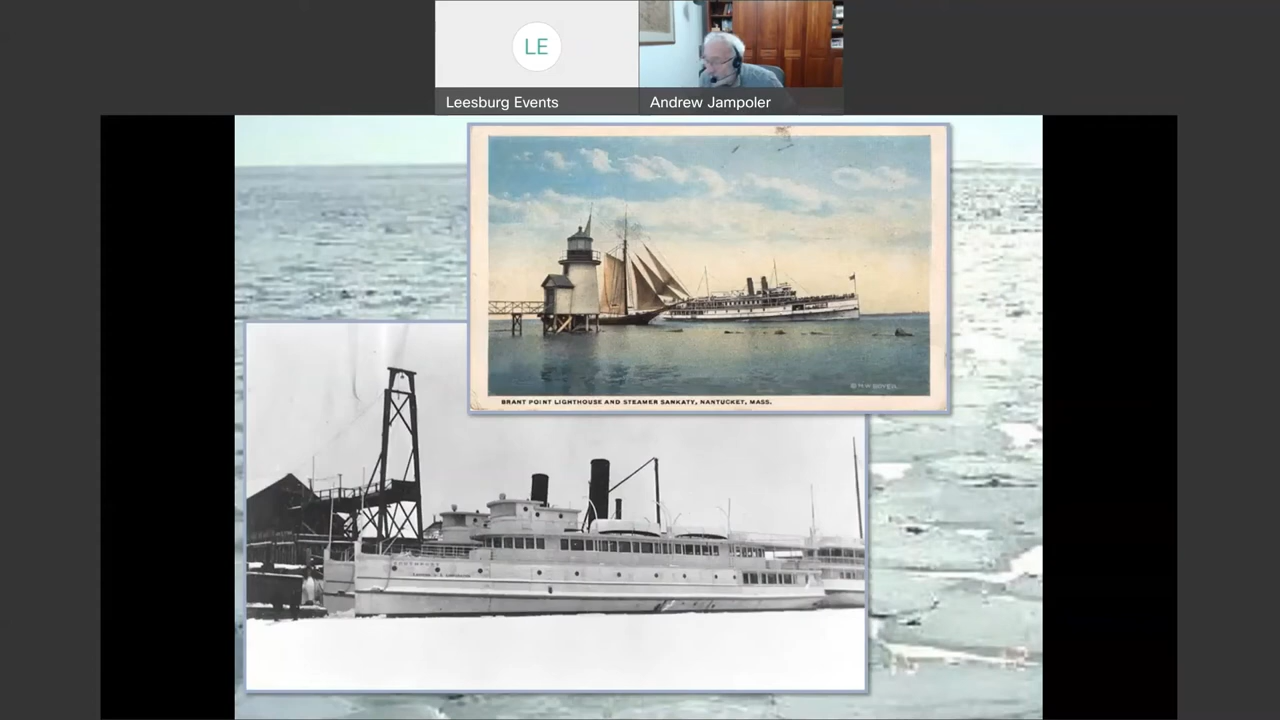 LE
Leesburg Events
Andrew Jampoler
BRANT POINT LIGHTHOUSE AND STEAMER SANKATY, NANTUCKET, MASS.